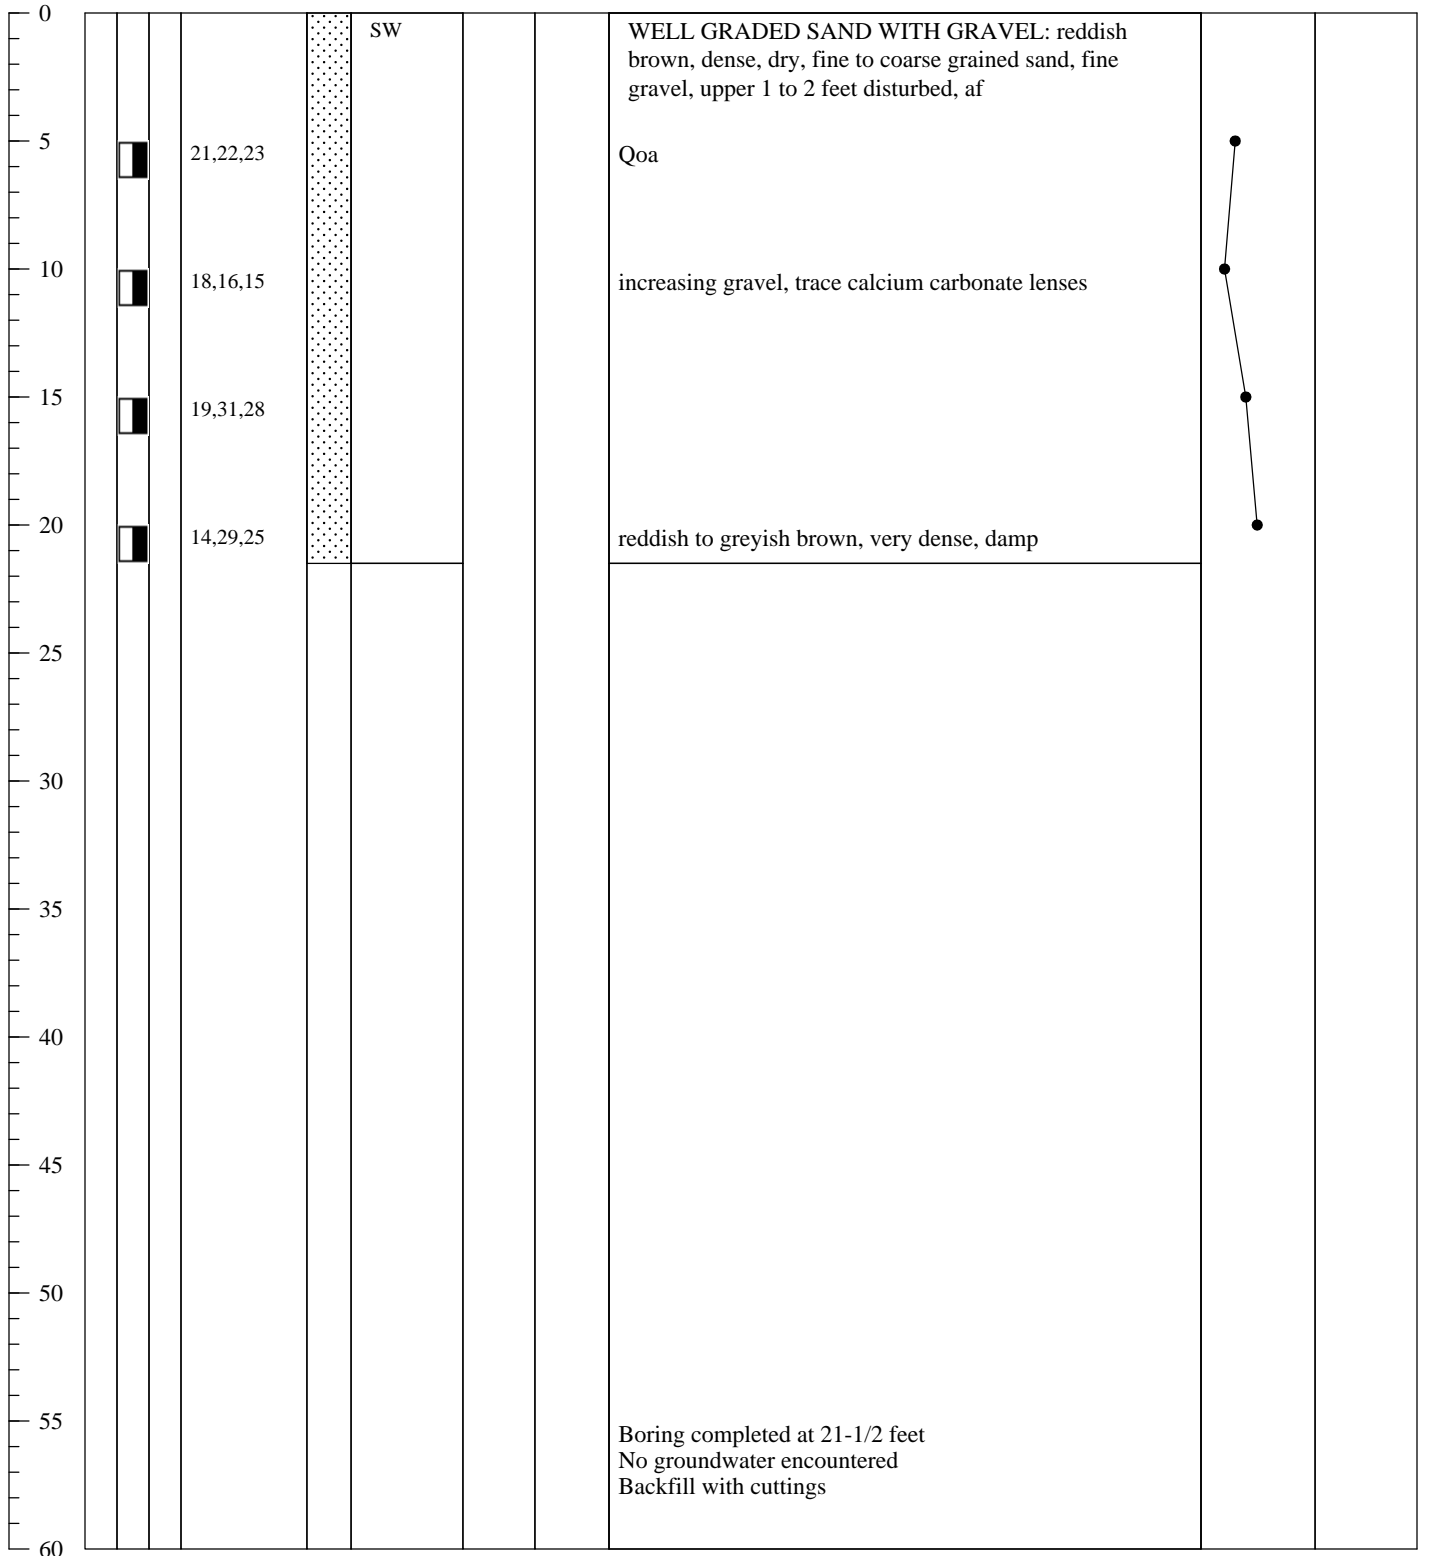 0
SW
WELL GRADED SAND WITH GRAVEL: reddish
brown, dense, dry, fine to coarse grained sand, fine
gravel, upper 1 to 2 feet disturbed, af
5
21,22,23
Qoa
10
18,16,15
increasing gravel, trace calcium carbonate lenses
15
19,31,28
20
14,29,25
reddish to greyish brown, very dense, damp
25
30
35
40
45
50
55
Boring completed at 21-1/2 feet
No groundwater encountered
Backfill with cuttings
60